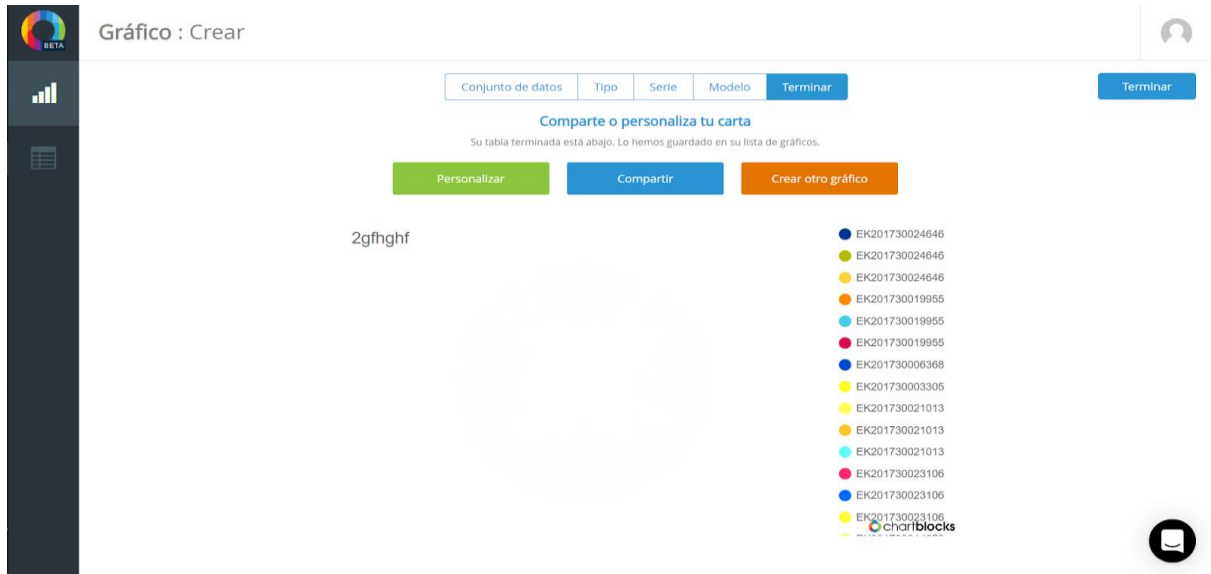 BETA
Gráfico : Crear
Conjunto de datos Tipo Serie Modelo Terminar
Terminar
Comparte o personaliza tu carta
Su tabla terminada está abajo. Lo hemos guardado en su lista de gráficos.
Personalizar Compartir Crear otro gráfico
2gfhghf
EK201730024646
EK201730024646
EK201730024646
EK201730019955
EK201730019955
EK201730019955
EK201730006368
EK201730003305
EK201730021013
EK201730021013
EK201730021013
EK201730023106
EK201730023106
EK201730023106
chartblocks